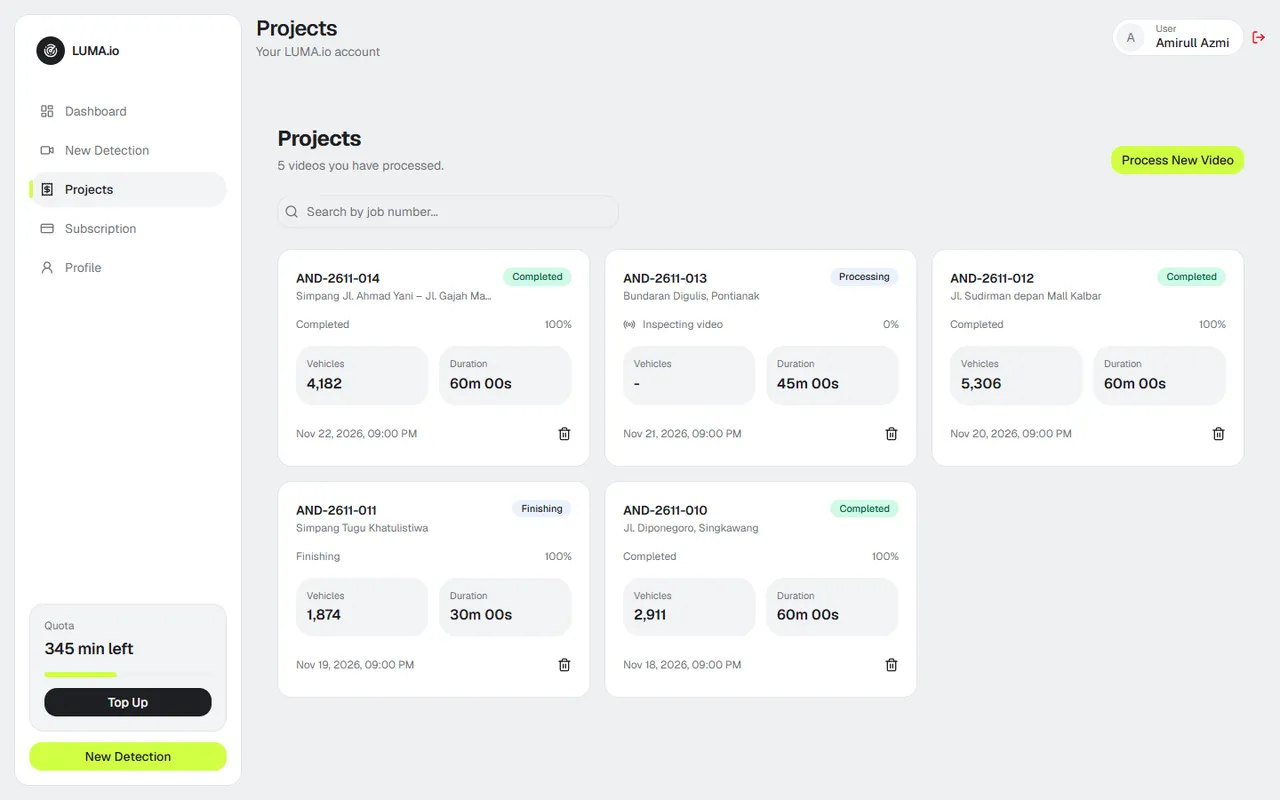 LUMA.io
Dashboard
New Detection
Projects
Subscription
Profile
Quota
345 min left
Top Up
New Detection
Projects
Your LUMA.io account
A
User
Amirull Azmi
Projects
5 videos you have processed.
Process New Video
Search by job number...
AND-2611-014
Completed
Simpang Jl. Ahmad Yani – Jl. Gajah Ma...
Completed 100%
Vehicles
4,182
Duration
60m 00s
Nov 22, 2026, 09:00 PM
AND-2611-013
Processing
Bundaran Digulis, Pontianak
Inspecting video 0%
Vehicles
-
Duration
45m 00s
Nov 21, 2026, 09:00 PM
AND-2611-012
Completed
Jl. Sudirman depan Mall Kalbar
Completed 100%
Vehicles
5,306
Duration
60m 00s
Nov 20, 2026, 09:00 PM
AND-2611-011
Finishing
Simpang Tugu Khatulistiwa
Finishing 100%
Vehicles
1,874
Duration
30m 00s
Nov 19, 2026, 09:00 PM
AND-2611-010
Completed
Jl. Diponegoro, Singkawang
Completed 100%
Vehicles
2,911
Duration
60m 00s
Nov 18, 2026, 09:00 PM